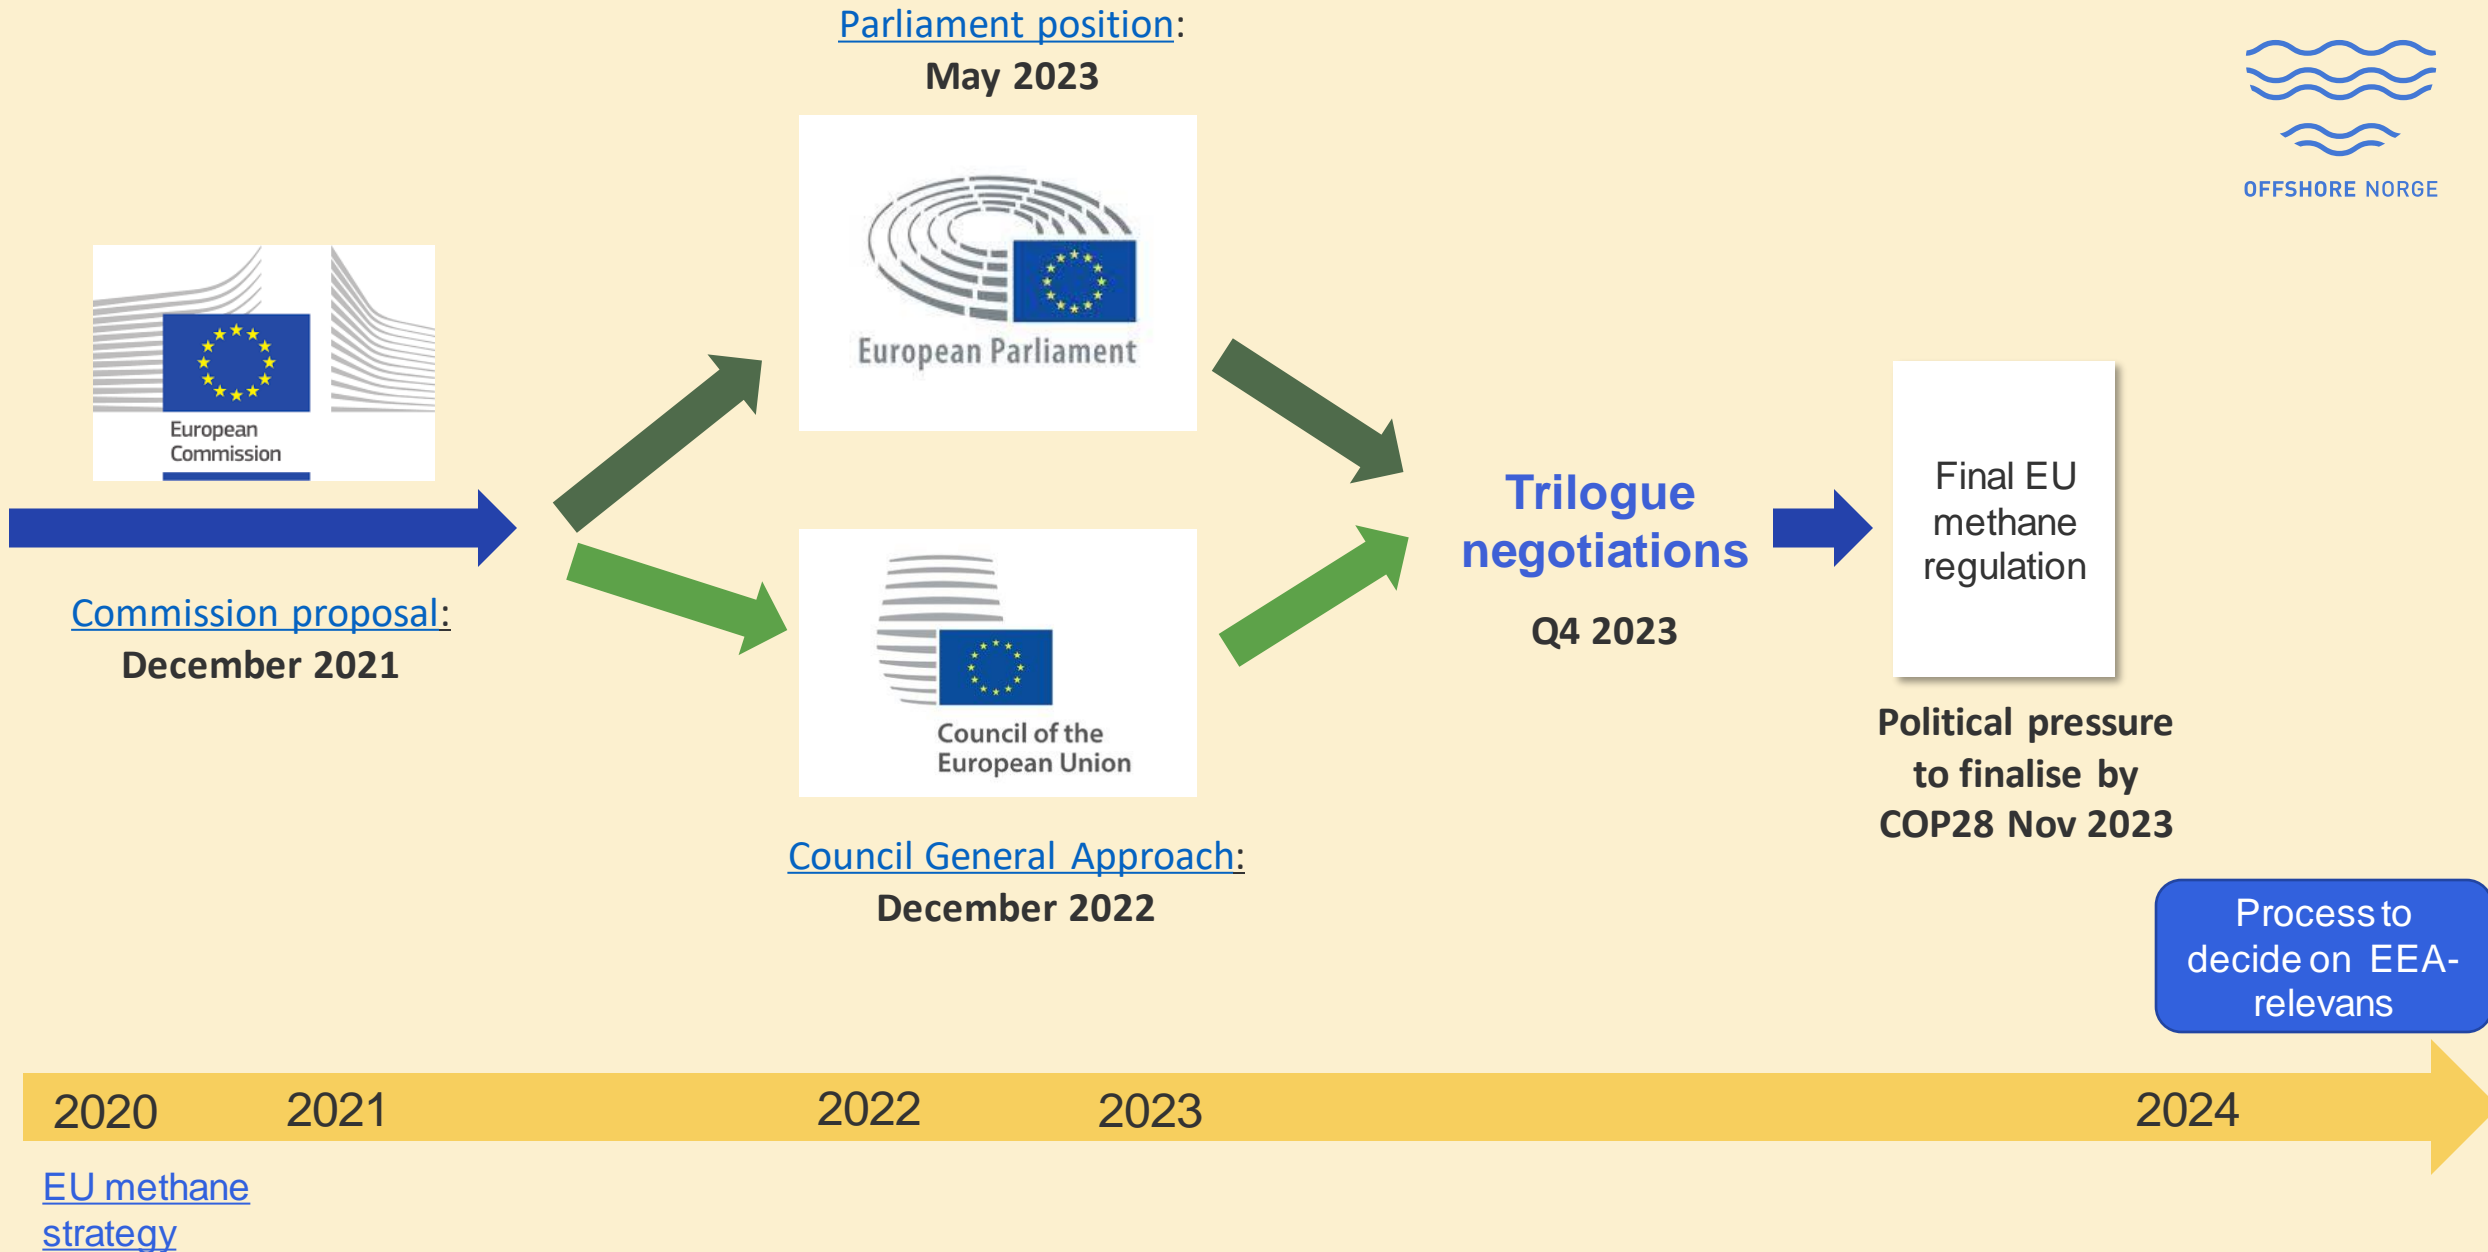 Parliament position:
May 2023
OFFSHORE NORGE
European Parliament
European
Commission
Commission proposal:
December 2021
Council of the
European Union
Council General Approach:
December 2022
Trilogue
negotiations
Q4 2023
Final EU
methane
regulation
Political pressure
to finalise by
COP28 Nov 2023
Process to
decide on EEA-
relevans
2020
2021
2022
2023
2024
EU methane
strategy